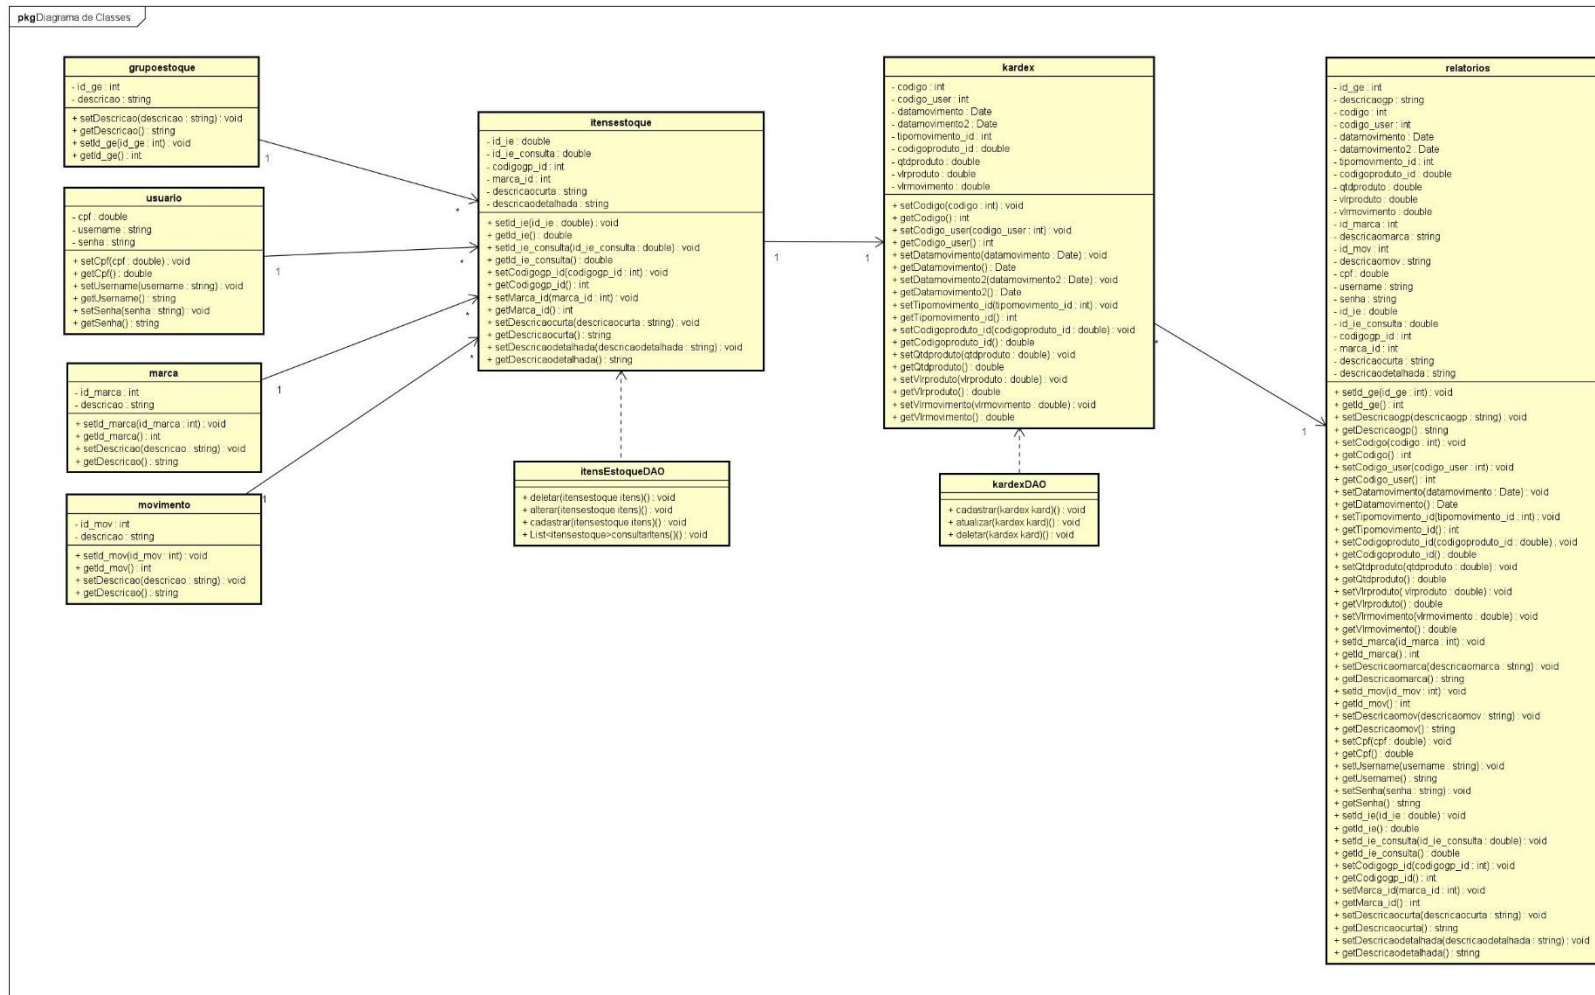 pkg Diagrama de Classes
grupoestoque
- id_ge : int
- descricao : string
+ setDescricao(descricao : string) : void
+ getDescricao() : string
+ setId_ge(id_ge : int) : void
+ getId_ge() : int
1
*
usuario
- cpf : double
- username : string
- senha : string
+ setCpf(cpf : double) : void
+ getCpf() : double
+ setUsername(username : string) : void
+ getUsername() : string
+ setSenha(senha : string) : void
+ getSenha() : string
1
*
marca
- id_marca : int
- descricao : string
+ setId_marca(id_marca : int) : void
+ getId_marca() : int
+ setDescricao(descricao : string) : void
+ getDescricao() : string
1
*
movimento
- id_mov : int
- descricao : string
+ setId_mov(id_mov : int) : void
+ getId_mov() : int
+ setDescricao(descricao : string) : void
+ getDescricao() : string
1
*
itensestoque
- id_ie : double
- id_ie_consulta : double
- codigogp_id : int
- marca_id : int
- descricaocurta : string
- descricaodetalhada : string
+ setId_ie(id_ie : double) : void
+ getId_ie() : double
+ setId_ie_consulta(id_ie_consulta : double) : void
+ getId_ie_consulta() : double
+ setCodigogp_id(codigogp_id : int) : void
+ getCodigogp_id() : int
+ setMarca_id(marca_id : int) : void
+ getMarca_id() : int
+ setDescricaocurta(descricaocurta : string) : void
+ getDescricaocurta() : string
+ setDescricaodetalhada(descricaodetalhada : string) : void
+ getDescricaodetalhada() : string
1
1
itensEstoqueDAO
+ deletar(itensestoque itens)() : void
+ alterar(itensestoque itens)() : void
+ cadastrar(itensestoque itens)() : void
+ List<itensestoque>consultarItens()() : void
kardex
- codigo : int
- codigo_user : int
- datamovimento : Date
- datamovimento2 : Date
- tipomovimento_id : int
- codigoproduto_id : double
- qtdproduto : double
- vlrproduto : double
- vlrmovimento : double
+ setCodigo(codigo : int) : void
+ getCodigo() : int
+ setCodigo_user(codigo_user : int) : void
+ getCodigo_user() : int
+ setDatamovimento(datamovimento : Date) : void
+ getDatamovimento() : Date
+ setDatamovimento2(datamovimento2 : Date) : void
+ getDatamovimento2() : Date
+ setTipomovimento_id(tipomovimento_id : int) : void
+ getTipomovimento_id() : int
+ setCodigoproduto_id(codigoproduto_id : double) : void
+ getCodigoproduto_id() : double
+ setQtdproduto(qtdproduto : double) : void
+ getQtdproduto() : double
+ setVlrproduto(vlrproduto : double) : void
+ getVlrproduto() : double
+ setVlrmovimento(vlrmovimento : double) : void
+ getVlrmovimento() : double
*
1
kardexDAO
+ cadastrar(kardex kard)() : void
+ atualizar(kardex kard)() : void
+ deletar(kardex kard)() : void
relatorios
- id_ge : int
- descricaogp : string
- codigo : int
- codigo_user : int
- datamovimento : Date
- datamovimento2 : Date
- tipomovimento_id : int
- codigoproduto_id : double
- qtdproduto : double
- vlrproduto : double
- vlrmovimento : double
- id_marca : int
- descricaomarca : string
- id_mov : int
- descricaomov : string
- cpf : double
- username : string
- senha : string
- id_ie : double
- id_ie_consulta : double
- codigogp_id : int
- marca_id : int
- descricaocurta : string
- descricaodetalhada : string
+ setId_ge(id_ge : int) : void
+ getId_ge() : int
+ setDescricaogp(descricaogp : string) : void
+ getDescricaogp() : string
+ setCodigo(codigo : int) : void
+ getCodigo() : int
+ setCodigo_user(codigo_user : int) : void
+ getCodigo_user() : int
+ setDatamovimento(datamovimento : Date) : void
+ getDatamovimento() : Date
+ setTipomovimento_id(tipomovimento_id : int) : void
+ getTipomovimento_id() : int
+ setCodigoproduto_id(codigoproduto_id : double) : void
+ getCodigoproduto_id() : double
+ setQtdproduto(qtdproduto : double) : void
+ getQtdproduto() : double
+ setVlrproduto( vlrproduto : double) : void
+ getVlrproduto() : double
+ setVlrmovimento(vlrmovimento : double) : void
+ getVlrmovimento() : double
+ setId_marca(id_marca : int) : void
+ getId_marca() : int
+ setDescricaomarca(descricaomarca : string) : void
+ getDescricaomarca() : string
+ setId_mov(id_mov : int) : void
+ getId_mov() : int
+ setDescricaomov(descricaomov : string) : void
+ getDescricaomov() : string
+ setCpf(cpf : double) : void
+ getCpf() : double
+ setUsername(username : string) : void
+ getUsername() : string
+ setSenha(senha : string) : void
+ getSenha() : string
+ setId_ie(id_ie : double) : void
+ getId_ie() : double
+ setId_ie_consulta(id_ie_consulta : double) : void
+ getId_ie_consulta() : double
+ setCodigogp_id(codigogp_id : int) : void
+ getCodigogp_id() : int
+ setMarca_id(marca_id : int) : void
+ getMarca_id() : int
+ setDescricaocurta(descricaocurta : string) : void
+ getDescricaocurta() : string
+ setDescricaodetalhada(descricaodetalhada : string) : void
+ getDescricaodetalhada() : string